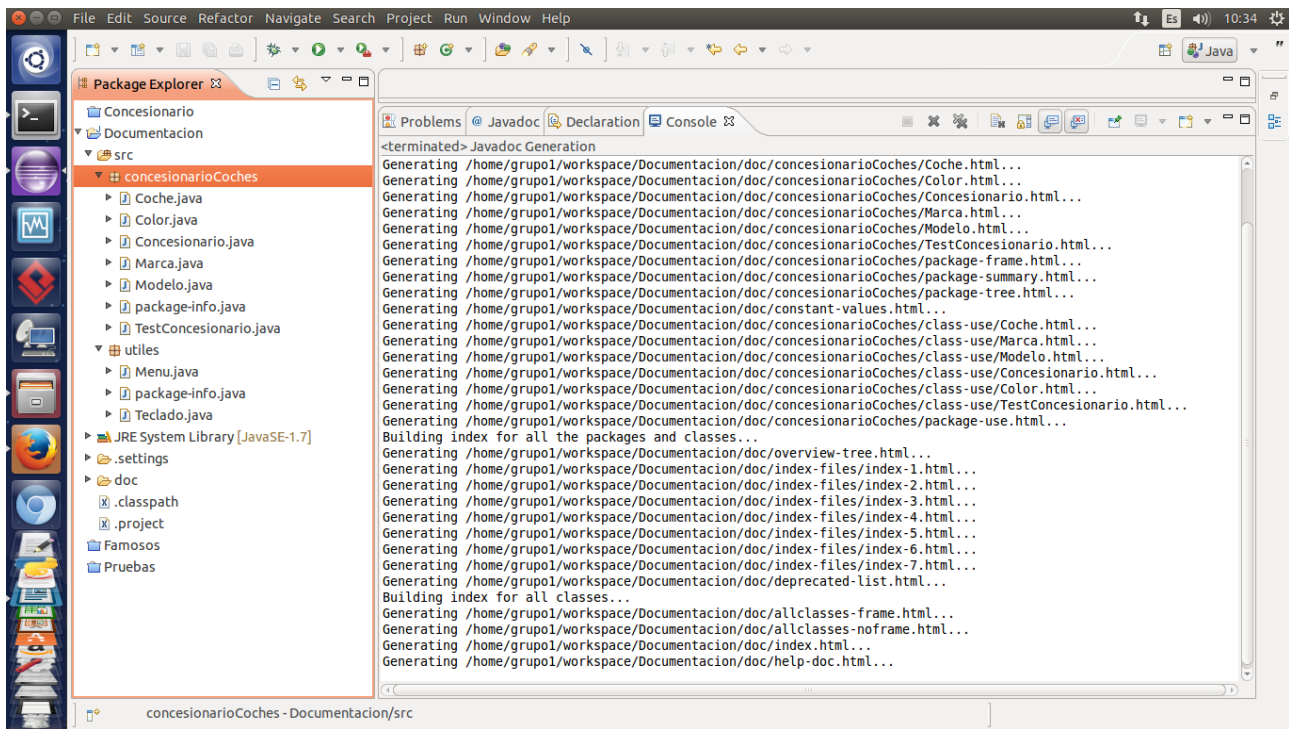 File Edit Source Refactor Navigate Search Project Run Window Help
Es 10:34
Java
Package Explorer
Concesionario
Documentacion
src
concesionarioCoches
Coche.java
Color.java
Concesionario.java
Marca.java
Modelo.java
package-info.java
TestConcesionario.java
utiles
Menu.java
package-info.java
Teclado.java
JRE System Library [JavaSE-1.7]
.settings
doc
.classpath
.project
Famosos
Pruebas
Problems @ Javadoc Declaration Console
<terminated> Javadoc Generation
Generating /home/grupo1/workspace/Documentacion/doc/concesionarioCoches/Coche.html...
Generating /home/grupo1/workspace/Documentacion/doc/concesionarioCoches/Color.html...
Generating /home/grupo1/workspace/Documentacion/doc/concesionarioCoches/Concesionario.html...
Generating /home/grupo1/workspace/Documentacion/doc/concesionarioCoches/Marca.html...
Generating /home/grupo1/workspace/Documentacion/doc/concesionarioCoches/Modelo.html...
Generating /home/grupo1/workspace/Documentacion/doc/concesionarioCoches/TestConcesionario.html...
Generating /home/grupo1/workspace/Documentacion/doc/concesionarioCoches/package-frame.html...
Generating /home/grupo1/workspace/Documentacion/doc/concesionarioCoches/package-summary.html...
Generating /home/grupo1/workspace/Documentacion/doc/concesionarioCoches/package-tree.html...
Generating /home/grupo1/workspace/Documentacion/doc/constant-values.html...
Generating /home/grupo1/workspace/Documentacion/doc/concesionarioCoches/class-use/Coche.html...
Generating /home/grupo1/workspace/Documentacion/doc/concesionarioCoches/class-use/Marca.html...
Generating /home/grupo1/workspace/Documentacion/doc/concesionarioCoches/class-use/Modelo.html...
Generating /home/grupo1/workspace/Documentacion/doc/concesionarioCoches/class-use/Concesionario.html...
Generating /home/grupo1/workspace/Documentacion/doc/concesionarioCoches/class-use/Color.html...
Generating /home/grupo1/workspace/Documentacion/doc/concesionarioCoches/class-use/TestConcesionario.html...
Generating /home/grupo1/workspace/Documentacion/doc/concesionarioCoches/package-use.html...
Building index for all the packages and classes...
Generating /home/grupo1/workspace/Documentacion/doc/overview-tree.html...
Generating /home/grupo1/workspace/Documentacion/doc/index-files/index-1.html...
Generating /home/grupo1/workspace/Documentacion/doc/index-files/index-2.html...
Generating /home/grupo1/workspace/Documentacion/doc/index-files/index-3.html...
Generating /home/grupo1/workspace/Documentacion/doc/index-files/index-4.html...
Generating /home/grupo1/workspace/Documentacion/doc/index-files/index-5.html...
Generating /home/grupo1/workspace/Documentacion/doc/index-files/index-6.html...
Generating /home/grupo1/workspace/Documentacion/doc/index-files/index-7.html...
Generating /home/grupo1/workspace/Documentacion/doc/deprecated-list.html...
Building index for all classes...
Generating /home/grupo1/workspace/Documentacion/doc/allclasses-frame.html...
Generating /home/grupo1/workspace/Documentacion/doc/allclasses-noframe.html...
Generating /home/grupo1/workspace/Documentacion/doc/index.html...
Generating /home/grupo1/workspace/Documentacion/doc/help-doc.html...
concesionarioCoches - Documentacion/src